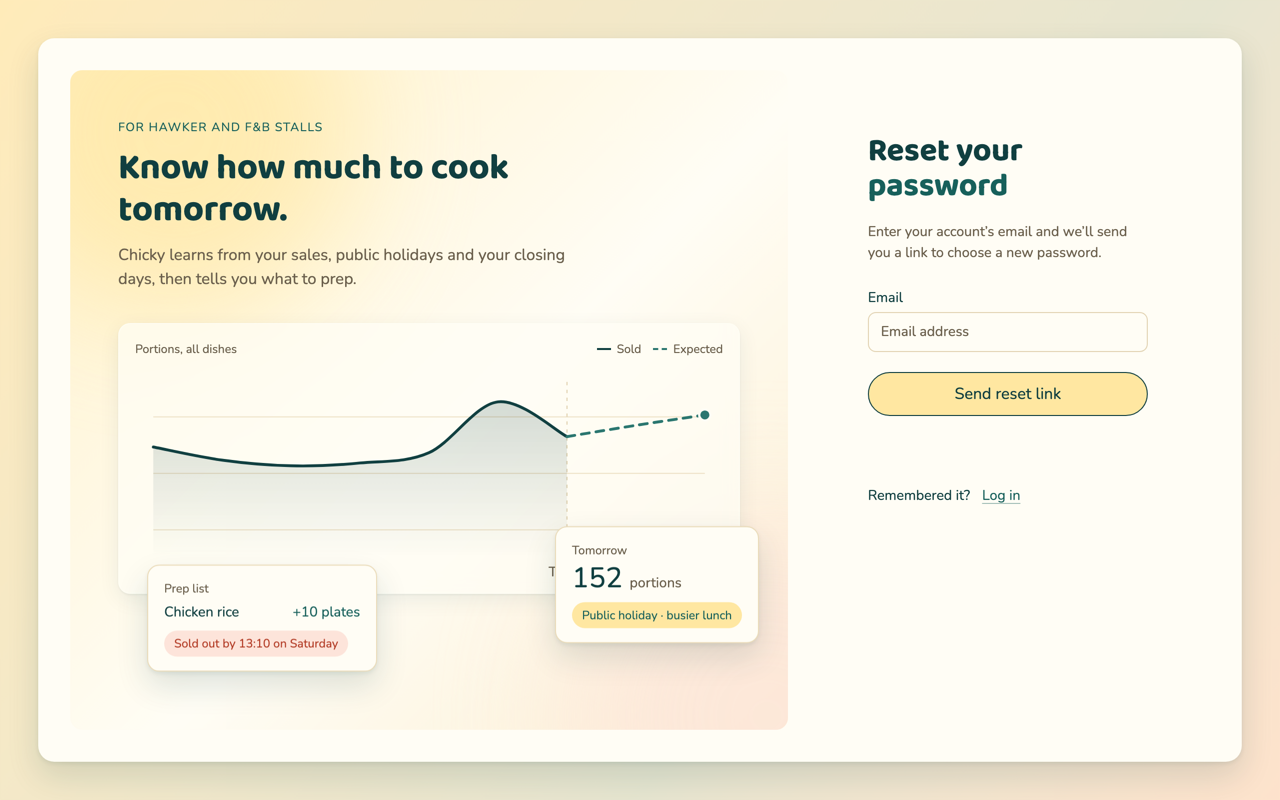 FOR HAWKER AND F&B STALLS
Know how much to cook
tomorrow.
Chicky learns from your sales, public holidays and your closing
days, then tells you what to prep.
Portions, all dishes
Sold
Expected
Tomorrow
152 portions
Public holiday · busier lunch
Prep list
Chicken rice +10 plates
Sold out by 13:10 on Saturday
Reset your
password
Enter your account’s email and we’ll send
you a link to choose a new password.
Email
Email address
Send reset link
Remembered it? Log in